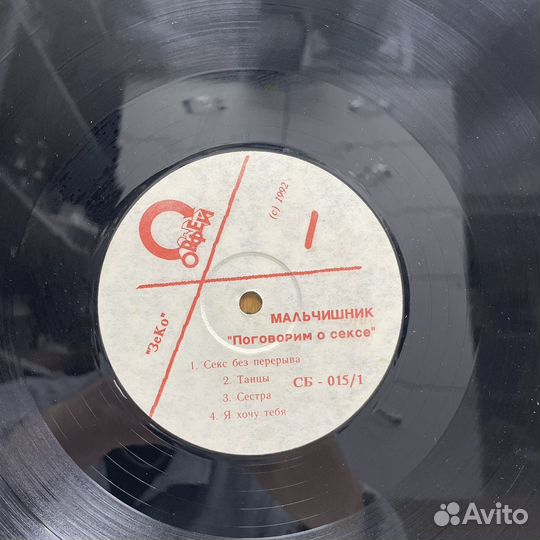 (c) 1992
ОРФЕЙ
"ЗеКо"
МАЛЬЧИШНИК
"Поговорим о сексе"
1. Секс без перерыва
2. Танцы
3. Сестра
4. Я хочу тебя
СБ - 015/1
Avito